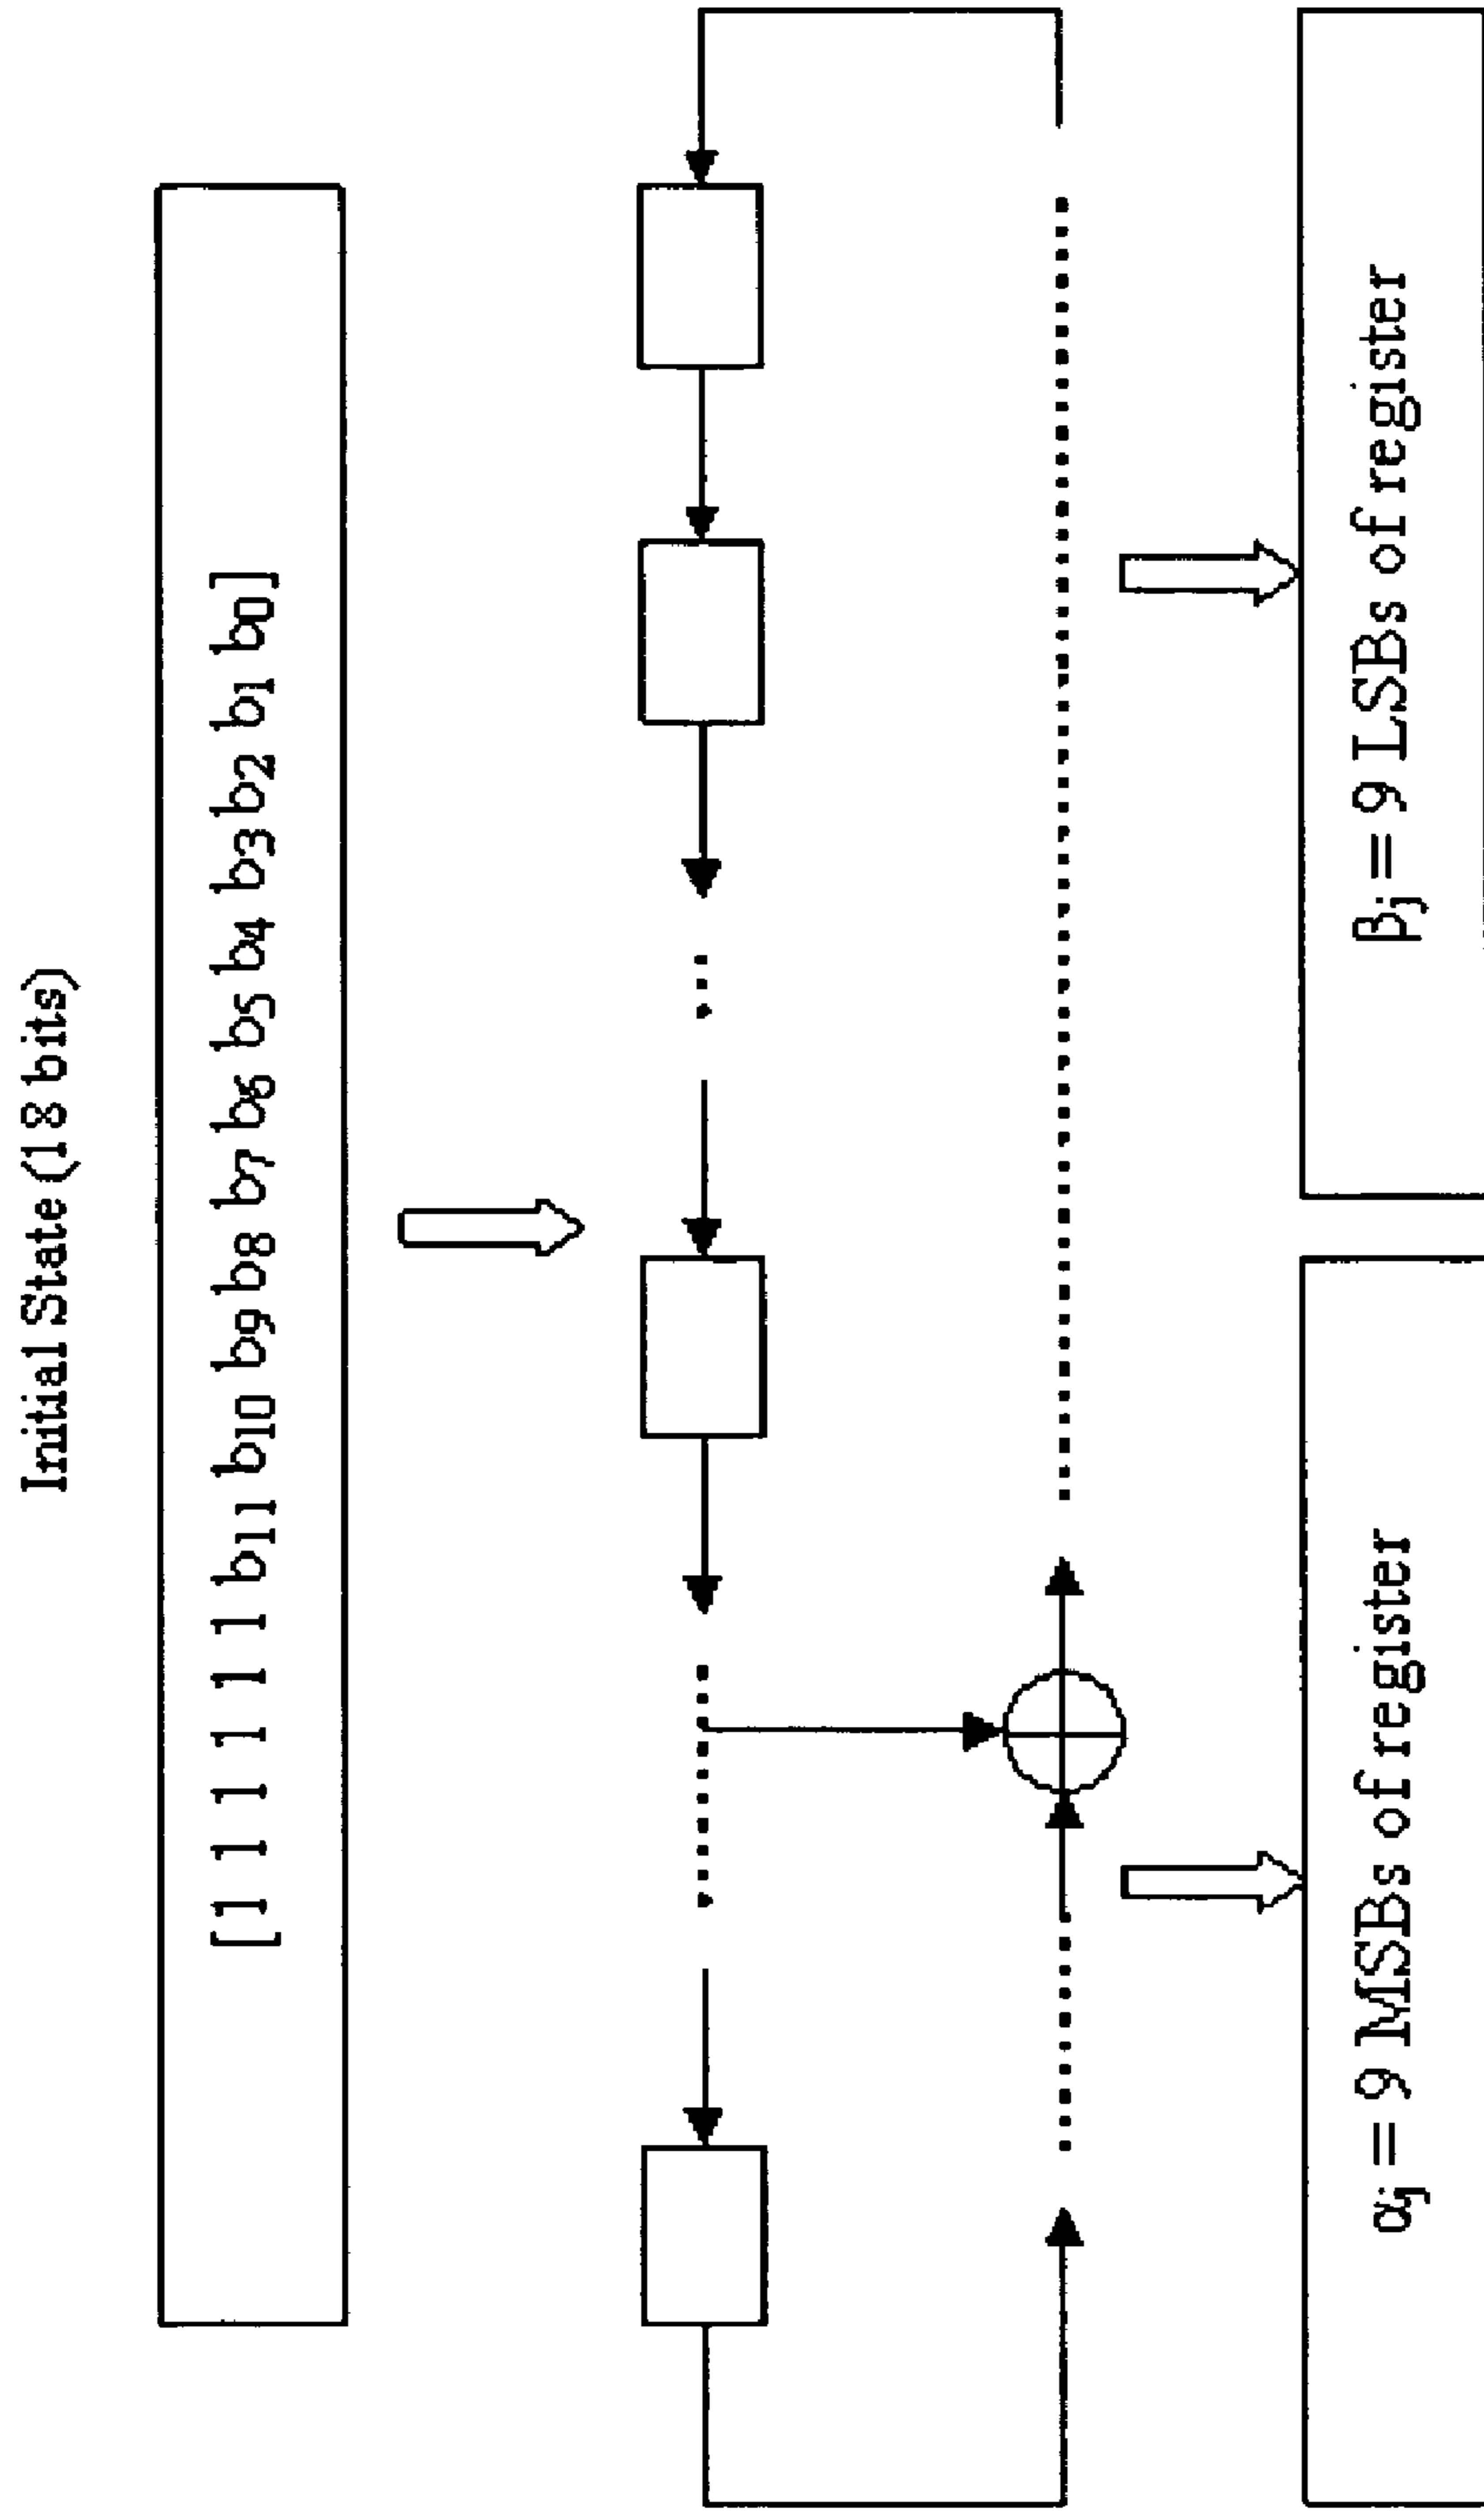 Initial State (18 bits)
[1 1 1 1 1 1 b11 b10 b9 b8 b7 b6 b5 b4 b3 b2 b1 b0]
αj = 9 MSBs of register
βj = 9 LSBs of register